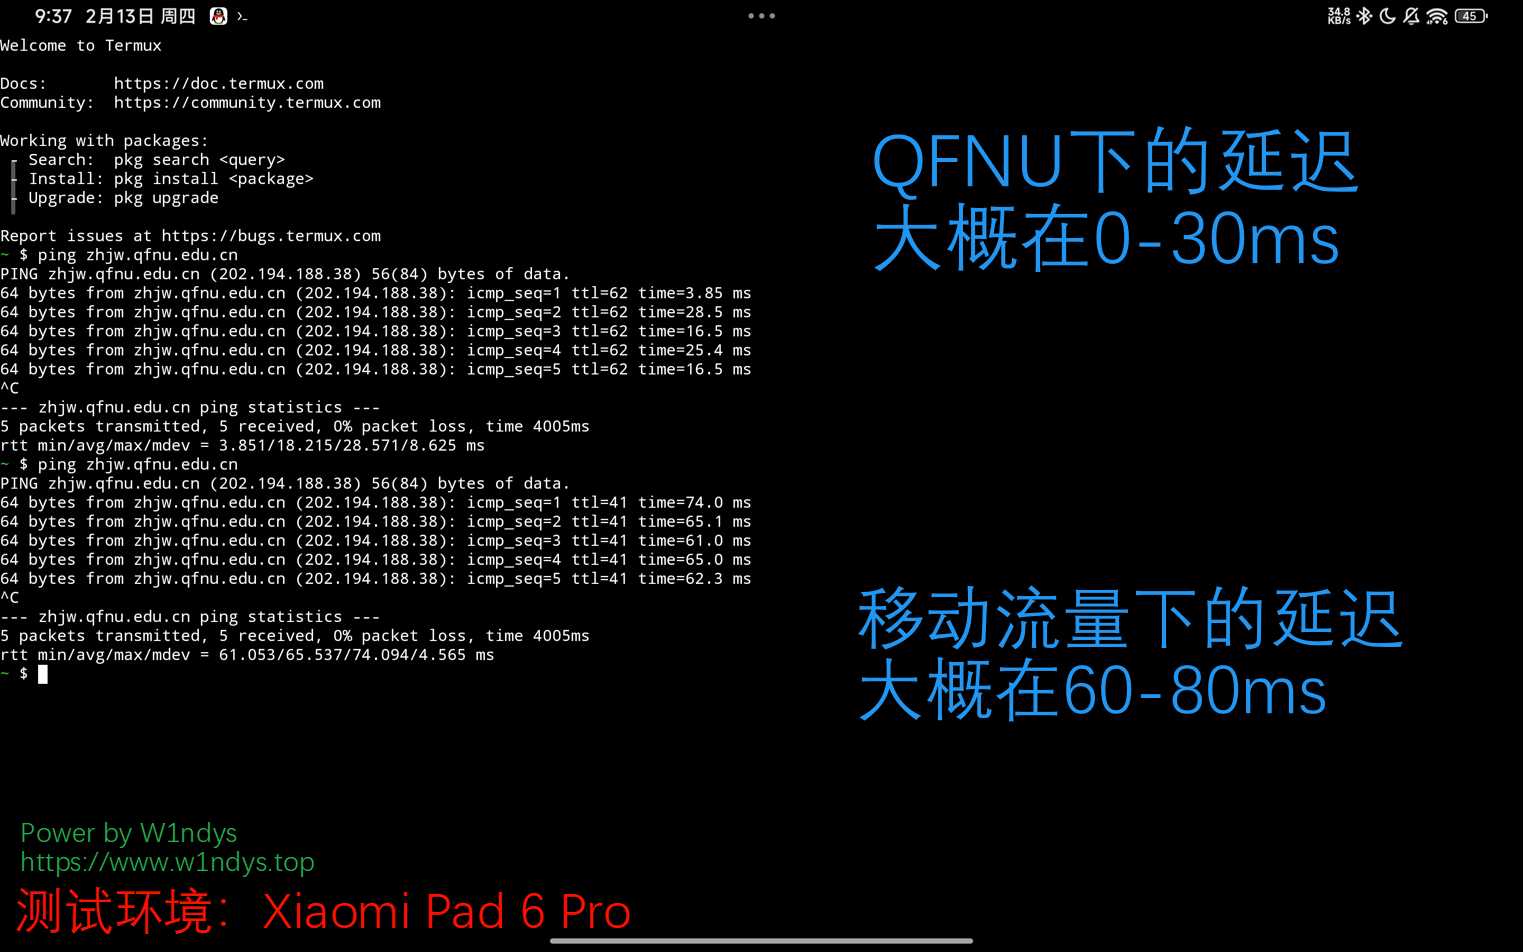 9:37 2月13日 周四
34.8 KB/s 6 45
Welcome to Termux
Docs: https://doc.termux.com
Community: https://community.termux.com
Working with packages:
- Search: pkg search <query>
- Install: pkg install <package>
- Upgrade: pkg upgrade
Report issues at https://bugs.termux.com
~ $ ping zhjw.qfnu.edu.cn
PING zhjw.qfnu.edu.cn (202.194.188.38) 56(84) bytes of data.
64 bytes from zhjw.qfnu.edu.cn (202.194.188.38): icmp_seq=1 ttl=62 time=3.85 ms
64 bytes from zhjw.qfnu.edu.cn (202.194.188.38): icmp_seq=2 ttl=62 time=28.5 ms
64 bytes from zhjw.qfnu.edu.cn (202.194.188.38): icmp_seq=3 ttl=62 time=16.5 ms
64 bytes from zhjw.qfnu.edu.cn (202.194.188.38): icmp_seq=4 ttl=62 time=25.4 ms
64 bytes from zhjw.qfnu.edu.cn (202.194.188.38): icmp_seq=5 ttl=62 time=16.5 ms
^C
--- zhjw.qfnu.edu.cn ping statistics ---
5 packets transmitted, 5 received, 0% packet loss, time 4005ms
rtt min/avg/max/mdev = 3.851/18.215/28.571/8.625 ms
~ $ ping zhjw.qfnu.edu.cn
PING zhjw.qfnu.edu.cn (202.194.188.38) 56(84) bytes of data.
64 bytes from zhjw.qfnu.edu.cn (202.194.188.38): icmp_seq=1 ttl=41 time=74.0 ms
64 bytes from zhjw.qfnu.edu.cn (202.194.188.38): icmp_seq=2 ttl=41 time=65.1 ms
64 bytes from zhjw.qfnu.edu.cn (202.194.188.38): icmp_seq=3 ttl=41 time=61.0 ms
64 bytes from zhjw.qfnu.edu.cn (202.194.188.38): icmp_seq=4 ttl=41 time=65.0 ms
64 bytes from zhjw.qfnu.edu.cn (202.194.188.38): icmp_seq=5 ttl=41 time=62.3 ms
^C
--- zhjw.qfnu.edu.cn ping statistics ---
5 packets transmitted, 5 received, 0% packet loss, time 4005ms
rtt min/avg/max/mdev = 61.053/65.537/74.094/4.565 ms
~ $
QFNU下的延迟
大概在0-30ms
移动流量下的延迟
大概在60-80ms
Power by W1ndys
https://www.w1ndys.top
测试环境：Xiaomi Pad 6 Pro